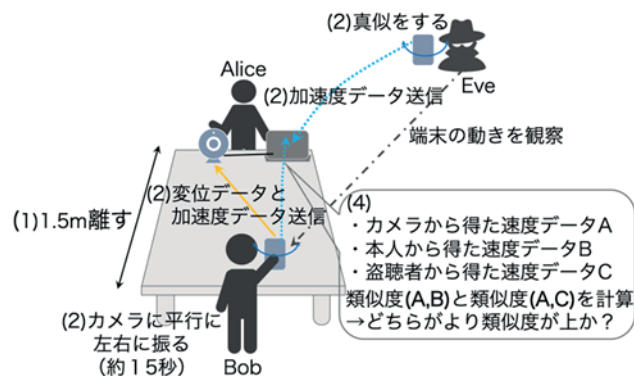 (2)真似をする
Alice
Eve
(2)加速度データ送信
端末の動きを観察
(1)1.5m離す
(2)変位データと
加速度データ送信
(4)
・カメラから得た速度データA
・本人から得た速度データB
・盗聴者から得た速度データC
類似度(A,B)と類似度(A,C)を計算
→どちらがより類似度が上か？
(2)カメラに平行に
左右に振る
（約１５秒）
Bob